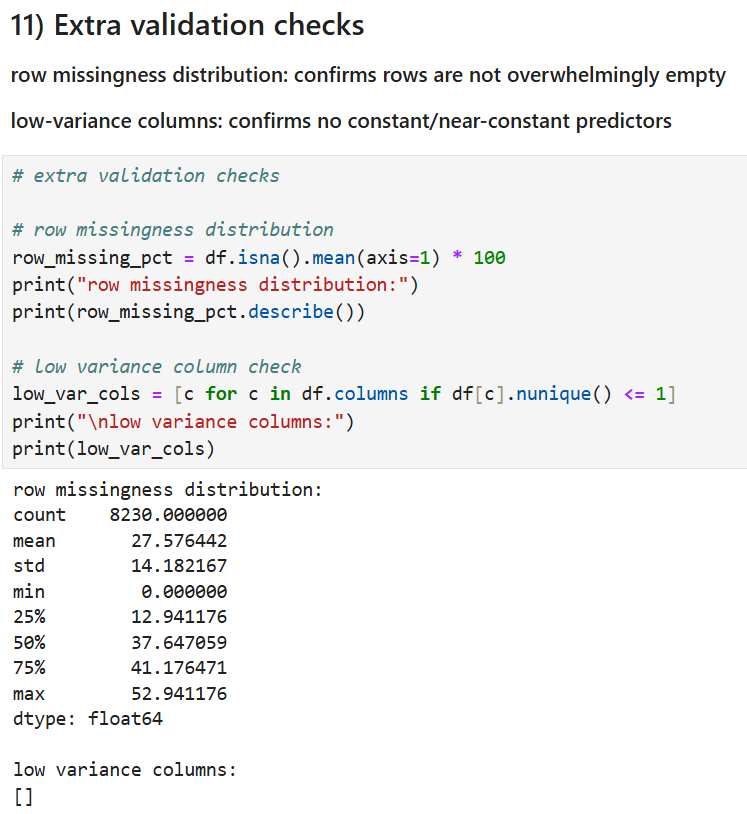 11) Extra validation checks
row missingness distribution: confirms rows are not overwhelmingly empty
low-variance columns: confirms no constant/near-constant predictors
# extra validation checks
# row missingness distribution
row_missing_pct = df.isna().mean(axis=1) * 100
print("row missingness distribution:")
print(row_missing_pct.describe())
# low variance column check
low_var_cols = [c for c in df.columns if df[c].nunique() <= 1]
print("\nlow variance columns:")
print(low_var_cols)
row missingness distribution:
count    8230.000000
mean       27.576442
std        14.182167
min         0.000000
25%        12.941176
50%        37.647059
75%        41.176471
max        52.941176
dtype: float64
low variance columns:
[]